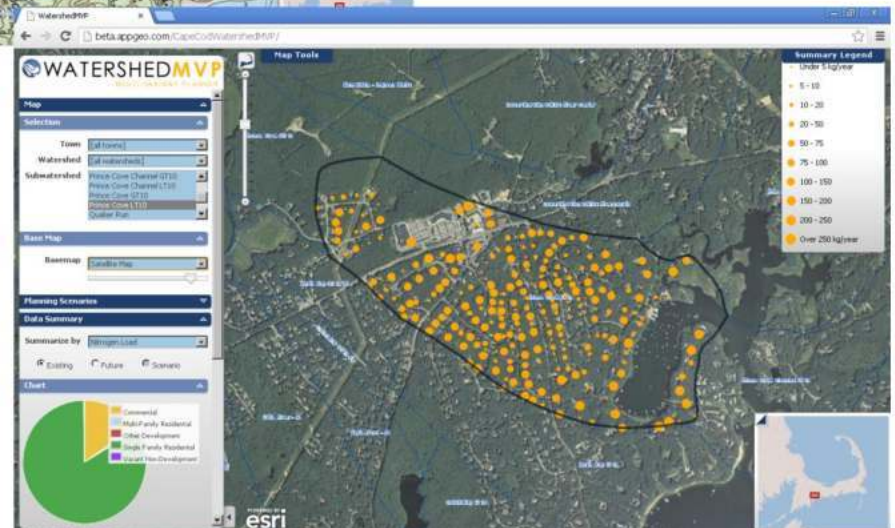 WatershedMVP
beta.appgeo.com/CapeCodWatershedMVP/
WATERSHEDMVP
Map
Selection
Town [all towns]
Watershed [all watersheds]
Subwatershed Prince Cove Channel GT10
Prince Cove Channel LT10
Prince Cove GT10
Prince Cove LT10
Quaker Run
Base Map
Basemap Satellite Map
Planning Scenarios
Data Summary
Summarize by Nitrogen Load
Existing Future Scenario
Chart
Commercial
Multi-Family Residential
Other Development
Single Family Residential
Vacant Non-Development
Map Tools
Summary Legend
Under 5 kg/year
5 - 10
10 - 20
20 - 50
50 - 75
75 - 100
100 - 150
150 - 200
200 - 250
Over 250 kg/year
POWERED BY
esri